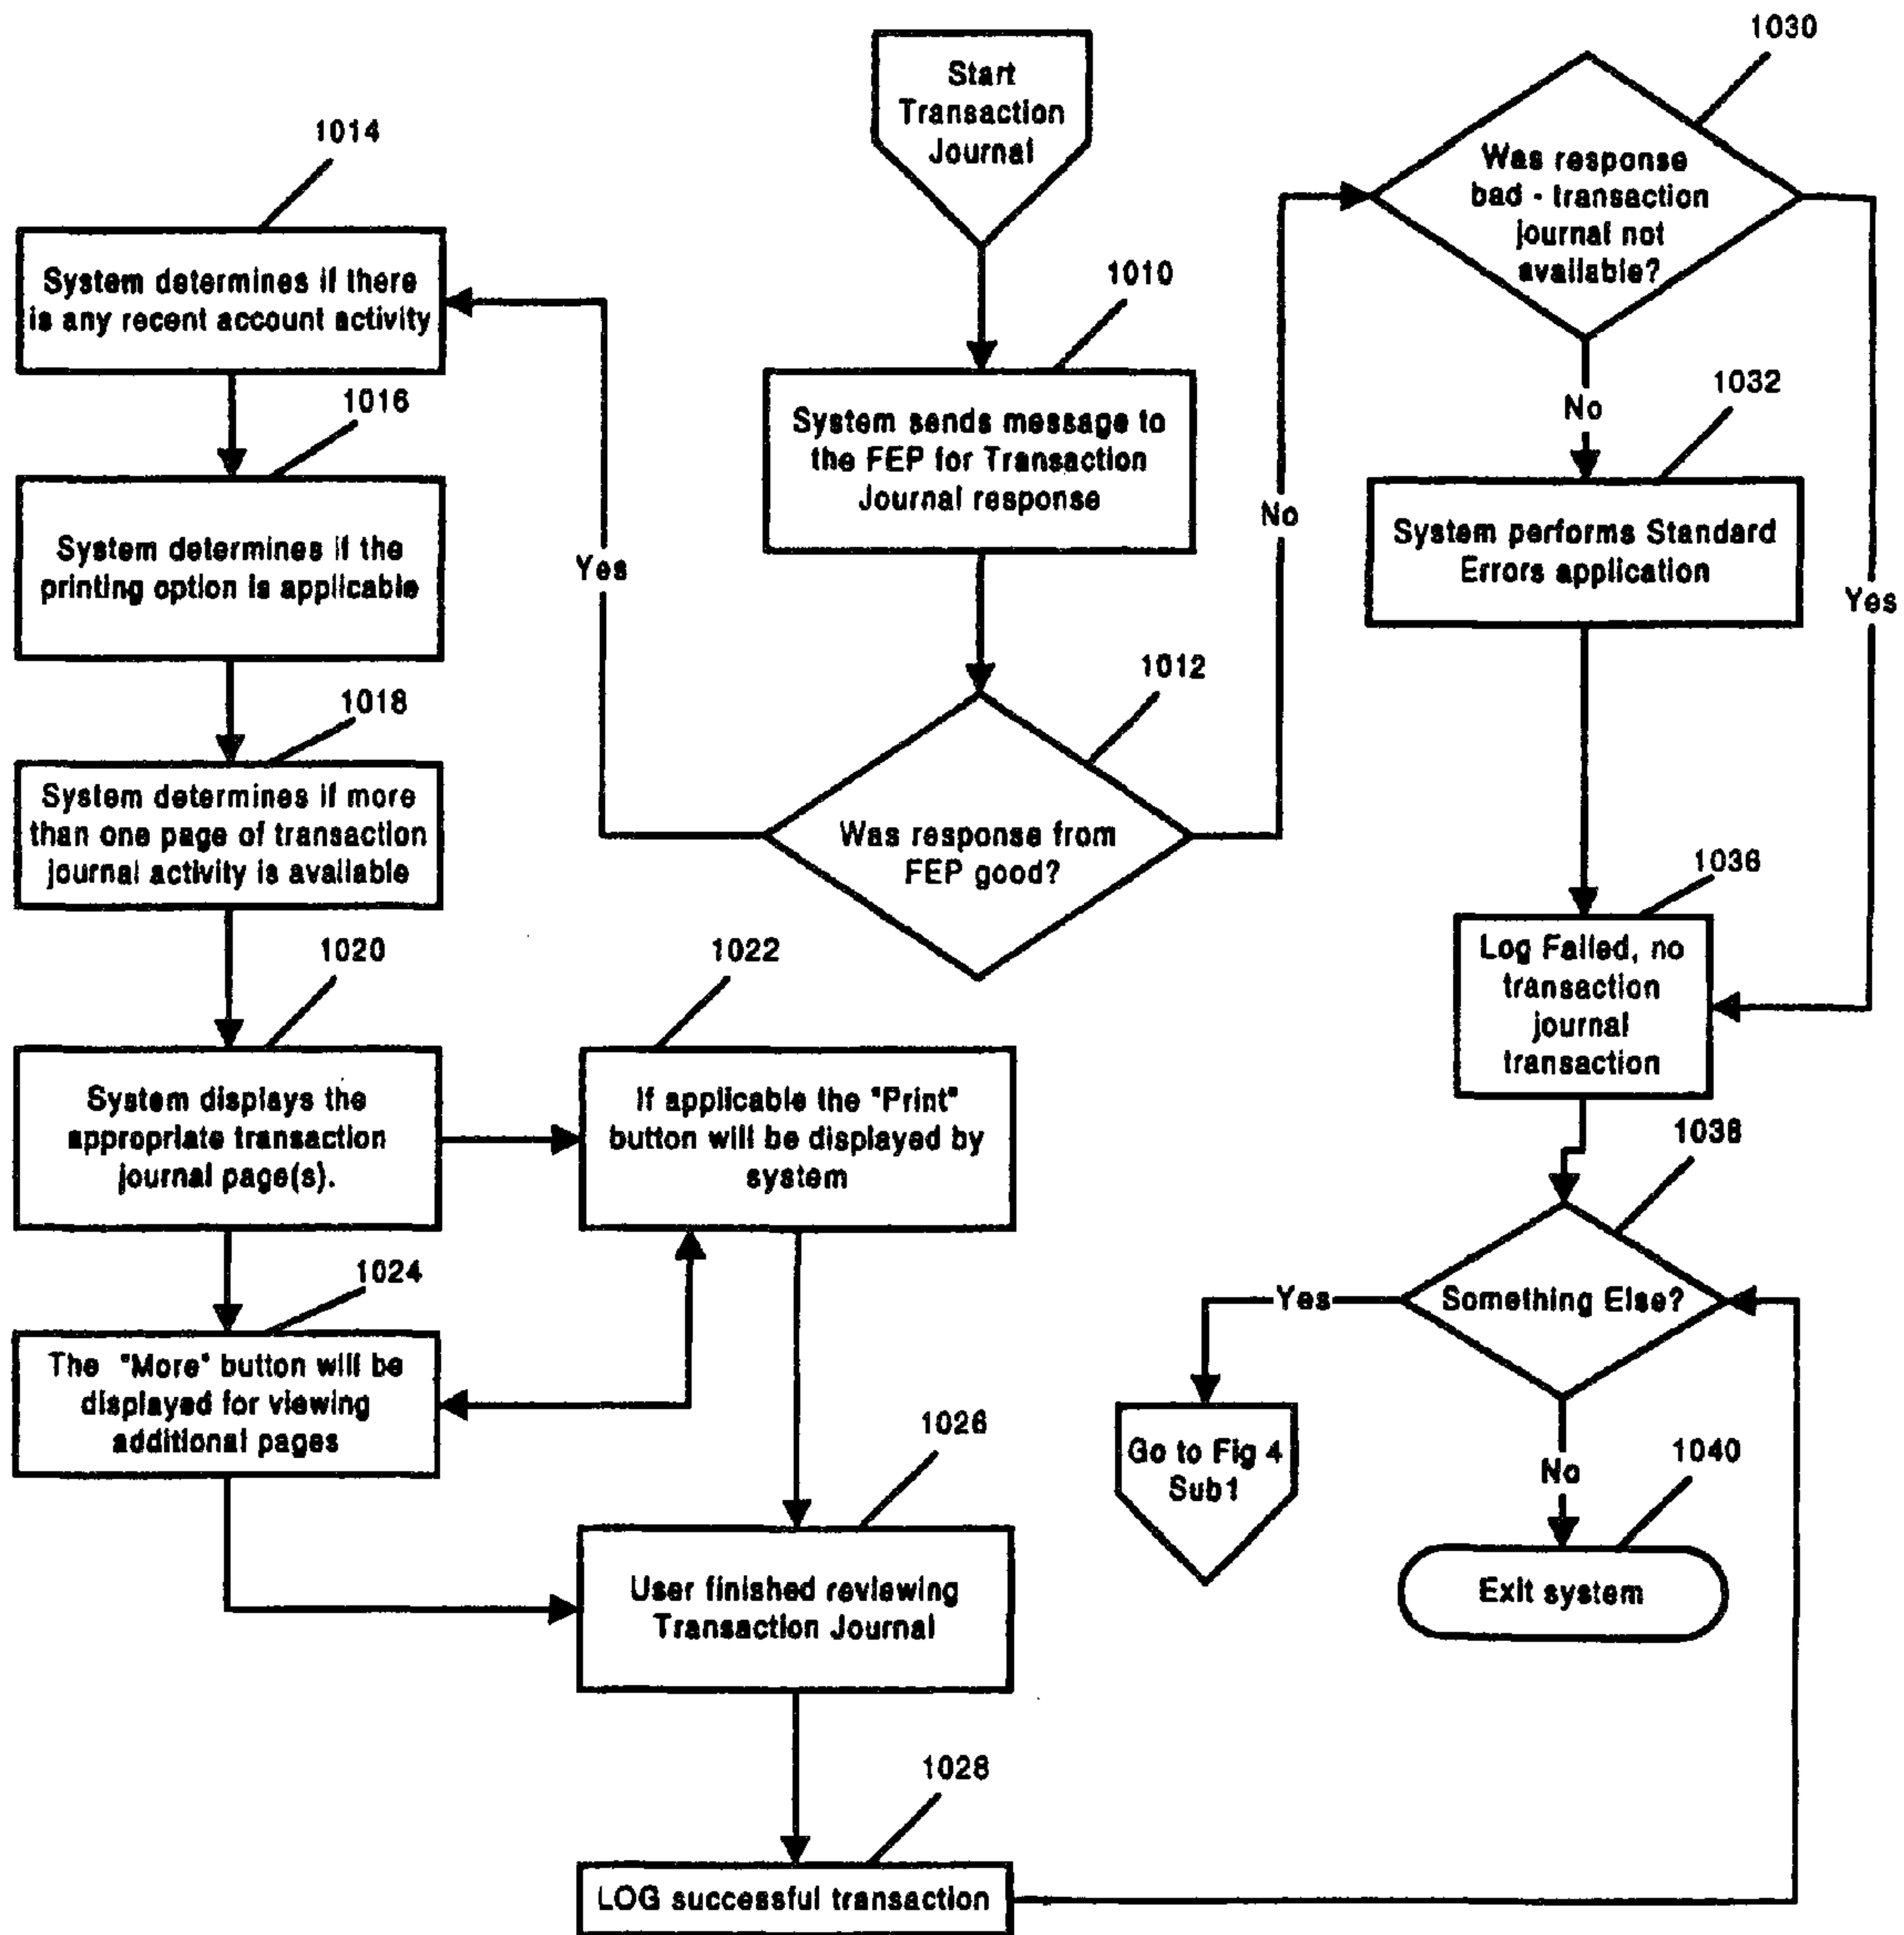 Start
Transaction
Journal
1010
System sends message to
the FEP for Transaction
Journal response
1012
Was response from
FEP good?
Yes
No
1014
System determines if there
is any recent account activity
1016
System determines if the
printing option is applicable
1018
System determines if more
than one page of transaction
journal activity is available
1020
System displays the
appropriate transaction
journal page(s).
1022
If applicable the "Print"
button will be displayed by
system
1024
The "More" button will be
displayed for viewing
additional pages
1026
User finished reviewing
Transaction Journal
1028
LOG successful transaction
1030
Was response
bad - transaction
journal not
available?
No
Yes
1032
System performs Standard
Errors application
1036
Log Failed, no
transaction
journal
transaction
1038
Something Else?
Yes
Go to Fig 4
Sub1
No
1040
Exit system